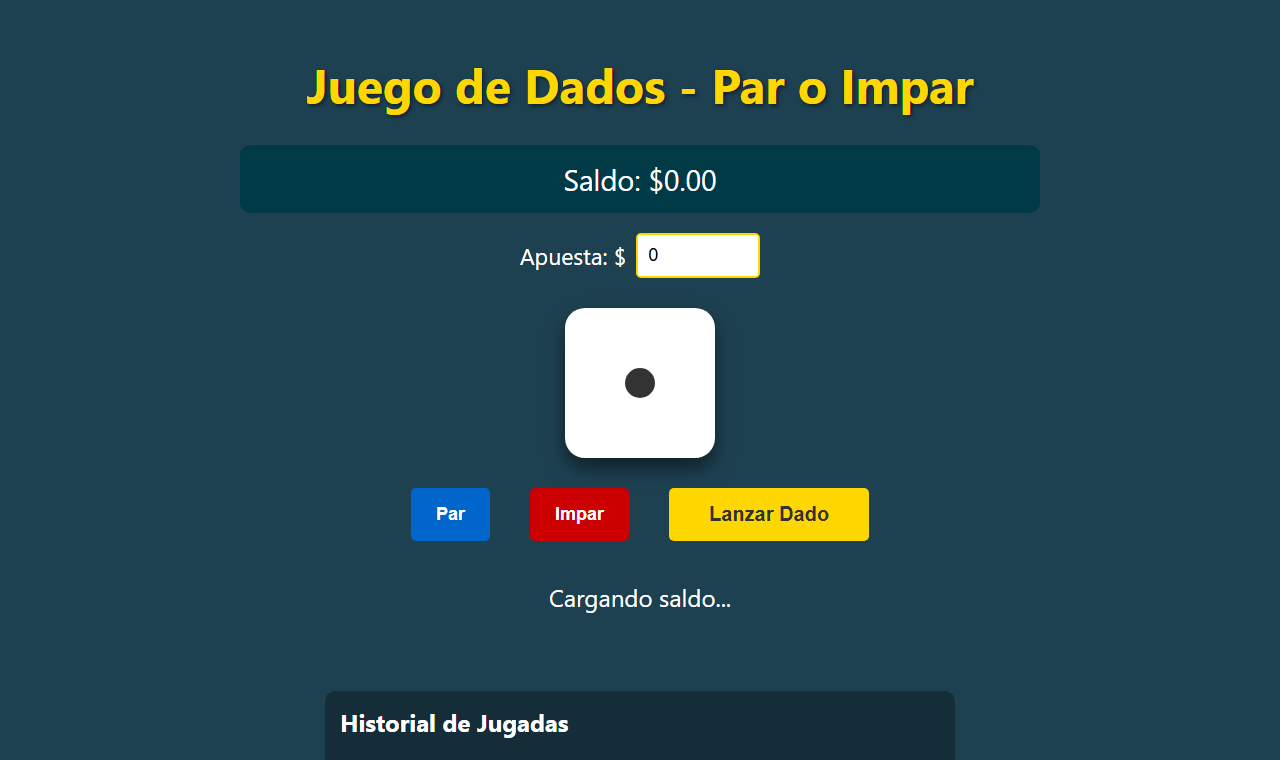 Juego de Dados - Par o Impar
Saldo: $0.00
Apuesta: $ 0
Par Impar Lanzar Dado
Cargando saldo...
Historial de Jugadas